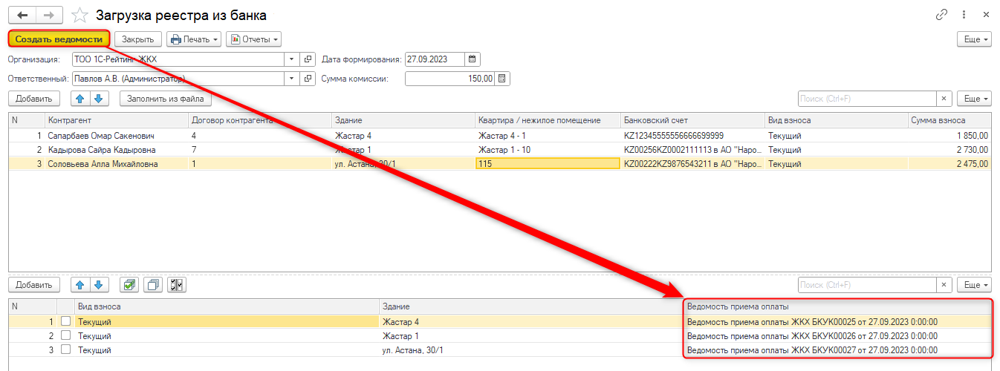 Загрузка реестра из банка
Создать ведомости Закрыть Печать Отчеты Еще
Организация: ТОО 1С-Рейтинг ЖКХ Дата формирования: 27.09.2023
Ответственный: Павлов А.В. (Администратор) Сумма комиссии: 150,00
Добавить Заполнить из файла Поиск (Ctrl+F) × Еще
N Контрагент Договор контрагента Здание Квартира / нежилое помещение Банковский счет Вид взноса Сумма взноса
1 Сапарбаев Омар Сакенович 4 Жастар 4 Жастар 4 - 1 KZ12345555556666699999 Текущий 1 850,00
2 Кадырова Сайра Кадыровна 7 Жастар 1 Жастар 1 - 10 KZ00256KZ0002111113 в АО "Наро... Текущий 2 730,00
3 Соловьева Алла Михайловна 1 ул. Астана, 30/1 115 KZ00222KZ9876543211 в АО "Наро... Текущий 2 475,00
Добавить Поиск (Ctrl+F) × Еще
N Вид взноса Здание Ведомость приема оплаты
1 Текущий Жастар 4 Ведомость приема оплаты ЖКХ БКУК00025 от 27.09.2023 0:00:00
2 Текущий Жастар 1 Ведомость приема оплаты ЖКХ БКУК00026 от 27.09.2023 0:00:00
3 Текущий ул. Астана, 30/1 Ведомость приема оплаты ЖКХ БКУК00027 от 27.09.2023 0:00:00